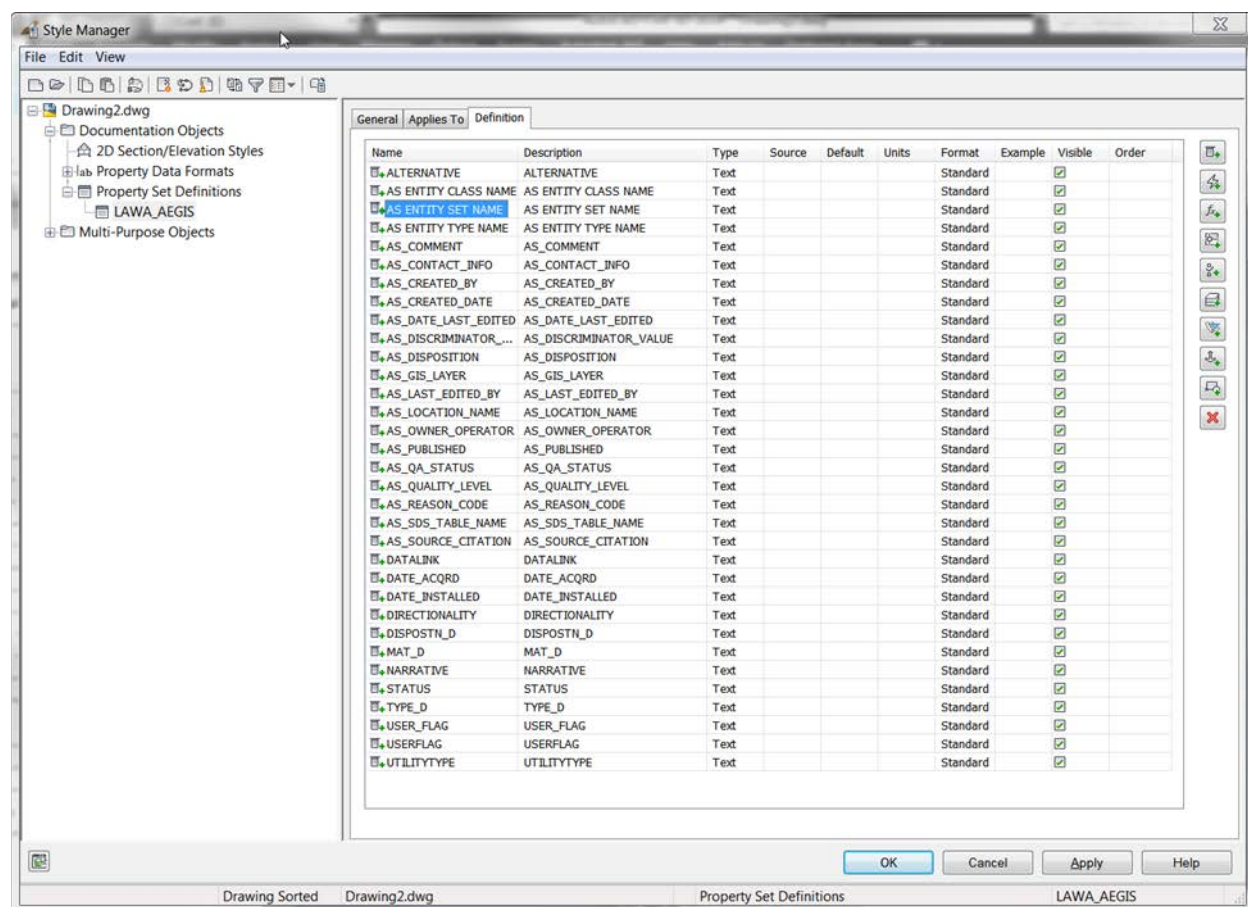 Style Manager
File Edit View
Drawing2.dwg
Documentation Objects
2D Section/Elevation Styles
Property Data Formats
Property Set Definitions
LAWA_AEGIS
Multi-Purpose Objects
General Applies To Definition
Name Description Type Source Default Units Format Example Visible Order
ALTERNATIVE ALTERNATIVE Text Standard
AS ENTITY CLASS NAME AS ENTITY CLASS NAME Text Standard
AS ENTITY SET NAME AS ENTITY SET NAME Text Standard
AS ENTITY TYPE NAME AS ENTITY TYPE NAME Text Standard
AS_COMMENT AS_COMMENT Text Standard
AS_CONTACT_INFO AS_CONTACT_INFO Text Standard
AS_CREATED_BY AS_CREATED_BY Text Standard
AS_CREATED_DATE AS_CREATED_DATE Text Standard
AS_DATE_LAST_EDITED AS_DATE_LAST_EDITED Text Standard
AS_DISCRIMINATOR_... AS_DISCRIMINATOR_VALUE Text Standard
AS_DISPOSITION AS_DISPOSITION Text Standard
AS_GIS_LAYER AS_GIS_LAYER Text Standard
AS_LAST_EDITED_BY AS_LAST_EDITED_BY Text Standard
AS_LOCATION_NAME AS_LOCATION_NAME Text Standard
AS_OWNER_OPERATOR AS_OWNER_OPERATOR Text Standard
AS_PUBLISHED AS_PUBLISHED Text Standard
AS_QA_STATUS AS_QA_STATUS Text Standard
AS_QUALITY_LEVEL AS_QUALITY_LEVEL Text Standard
AS_REASON_CODE AS_REASON_CODE Text Standard
AS_SDS_TABLE_NAME AS_SDS_TABLE_NAME Text Standard
AS_SOURCE_CITATION AS_SOURCE_CITATION Text Standard
DATALINK DATALINK Text Standard
DATE_ACQRD DATE_ACQRD Text Standard
DATE_INSTALLED DATE_INSTALLED Text Standard
DIRECTIONALITY DIRECTIONALITY Text Standard
DISPOSTN_D DISPOSTN_D Text Standard
MAT_D MAT_D Text Standard
NARRATIVE NARRATIVE Text Standard
STATUS STATUS Text Standard
TYPE_D TYPE_D Text Standard
USER_FLAG USER_FLAG Text Standard
USERFLAG USERFLAG Text Standard
UTILITYTYPE UTILITYTYPE Text Standard
OK Cancel Apply Help
Drawing Sorted Drawing2.dwg Property Set Definitions LAWA_AEGIS